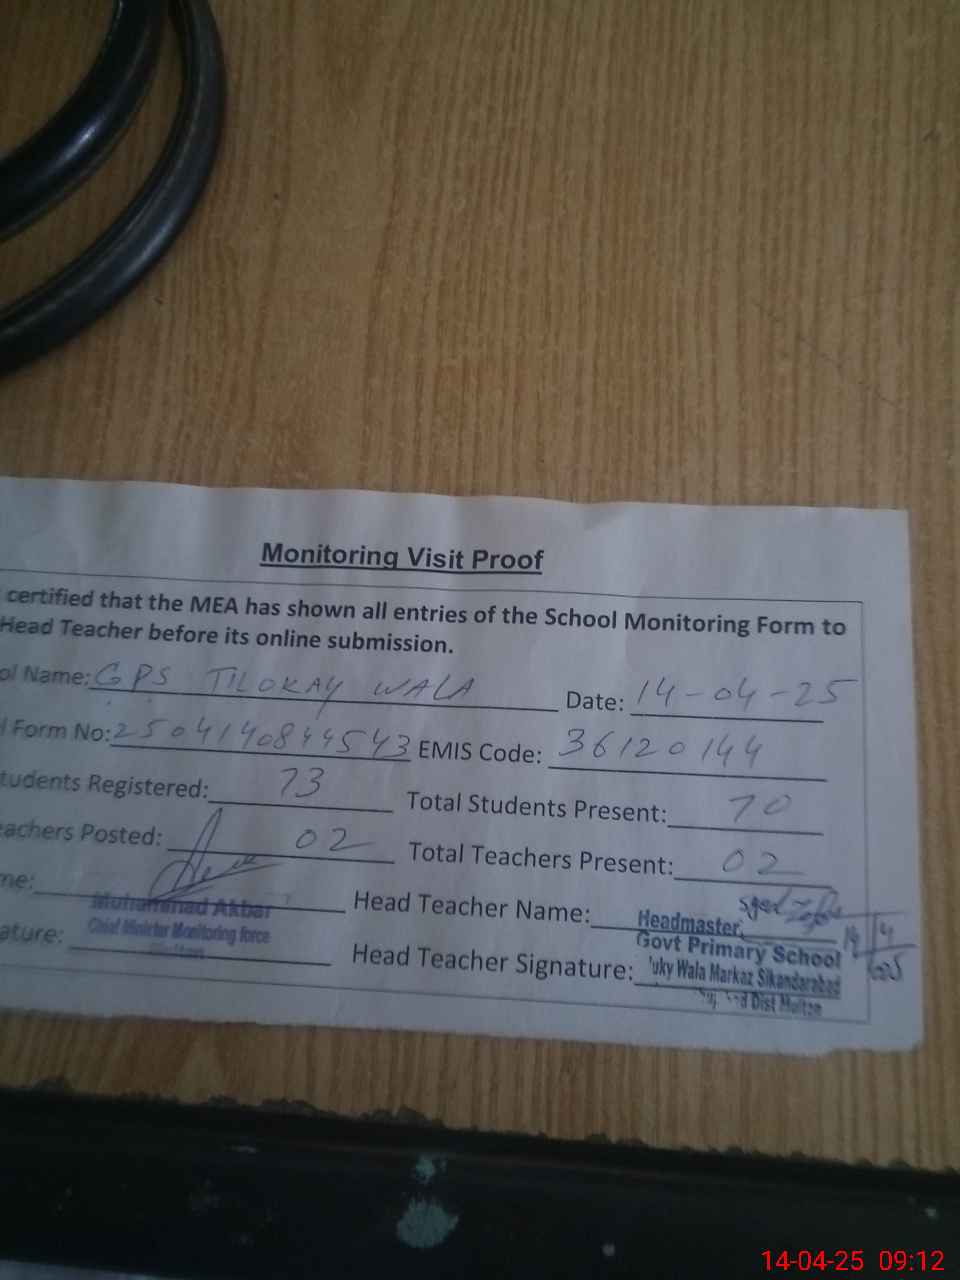 Monitoring Visit Proof
certified that the MEA has shown all entries of the School Monitoring Form to
Head Teacher before its online submission.
ol Name: GPS TILOKAY WALA Date: 14-04-25
l Form No: 2504140844543 EMIS Code: 36120144
tudents Registered: 73 Total Students Present: 70
eachers Posted: 02 Total Teachers Present: 02
me: Muhammad Akbar Head Teacher Name: Headmaster
Chief Minister Monitoring force
Govt Primary School
ature: Head Teacher Signature: uky Wala Markaz Sikandarabad
Dist Multan
14-04-25 09:12